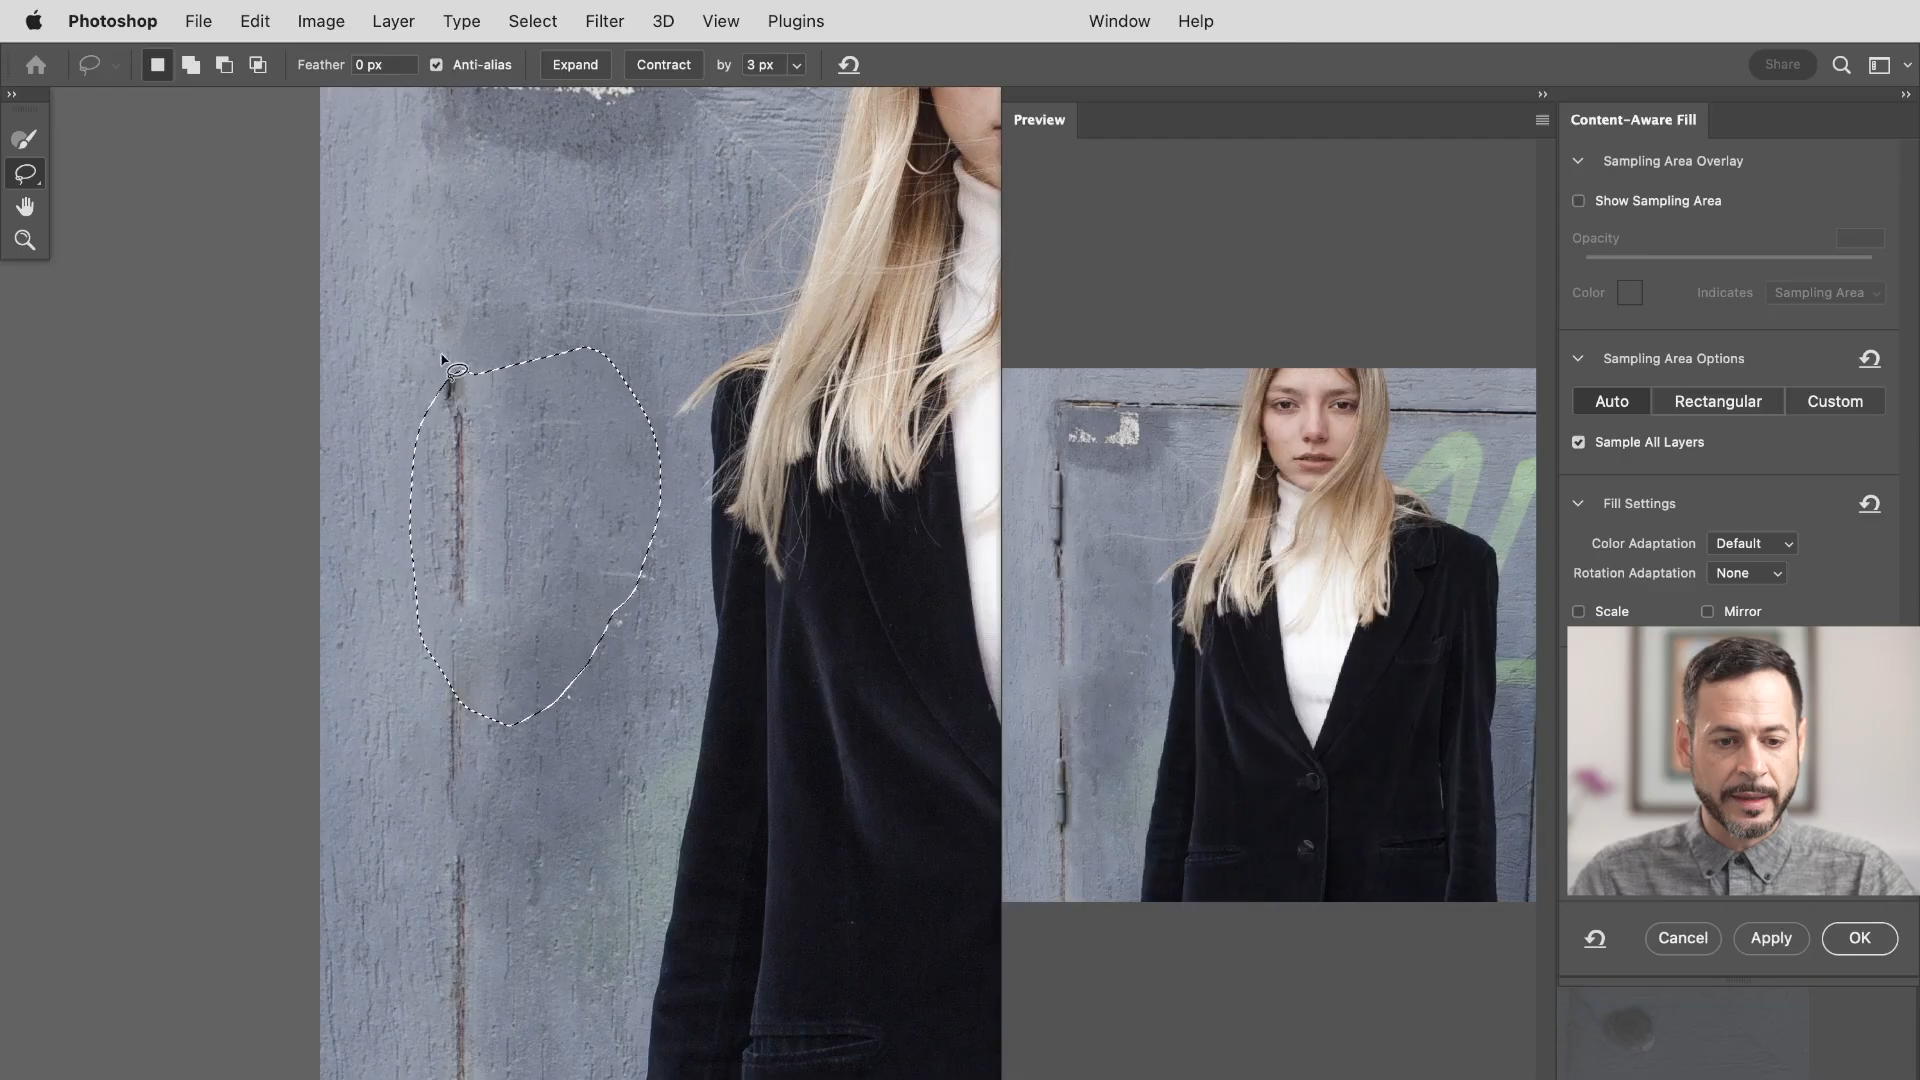 Photoshop File Edit Image Layer Type Select Filter 3D View Plugins Window Help
Feather 0 px Anti-alias Expand Contract by 3 px Share
Preview
Content-Aware Fill
Sampling Area Overlay
Show Sampling Area
Opacity
Color Indicates Sampling Area
Sampling Area Options
Auto Rectangular Custom
Sample All Layers
Fill Settings
Color Adaptation Default
Rotation Adaptation None
Scale Mirror
Cancel Apply OK